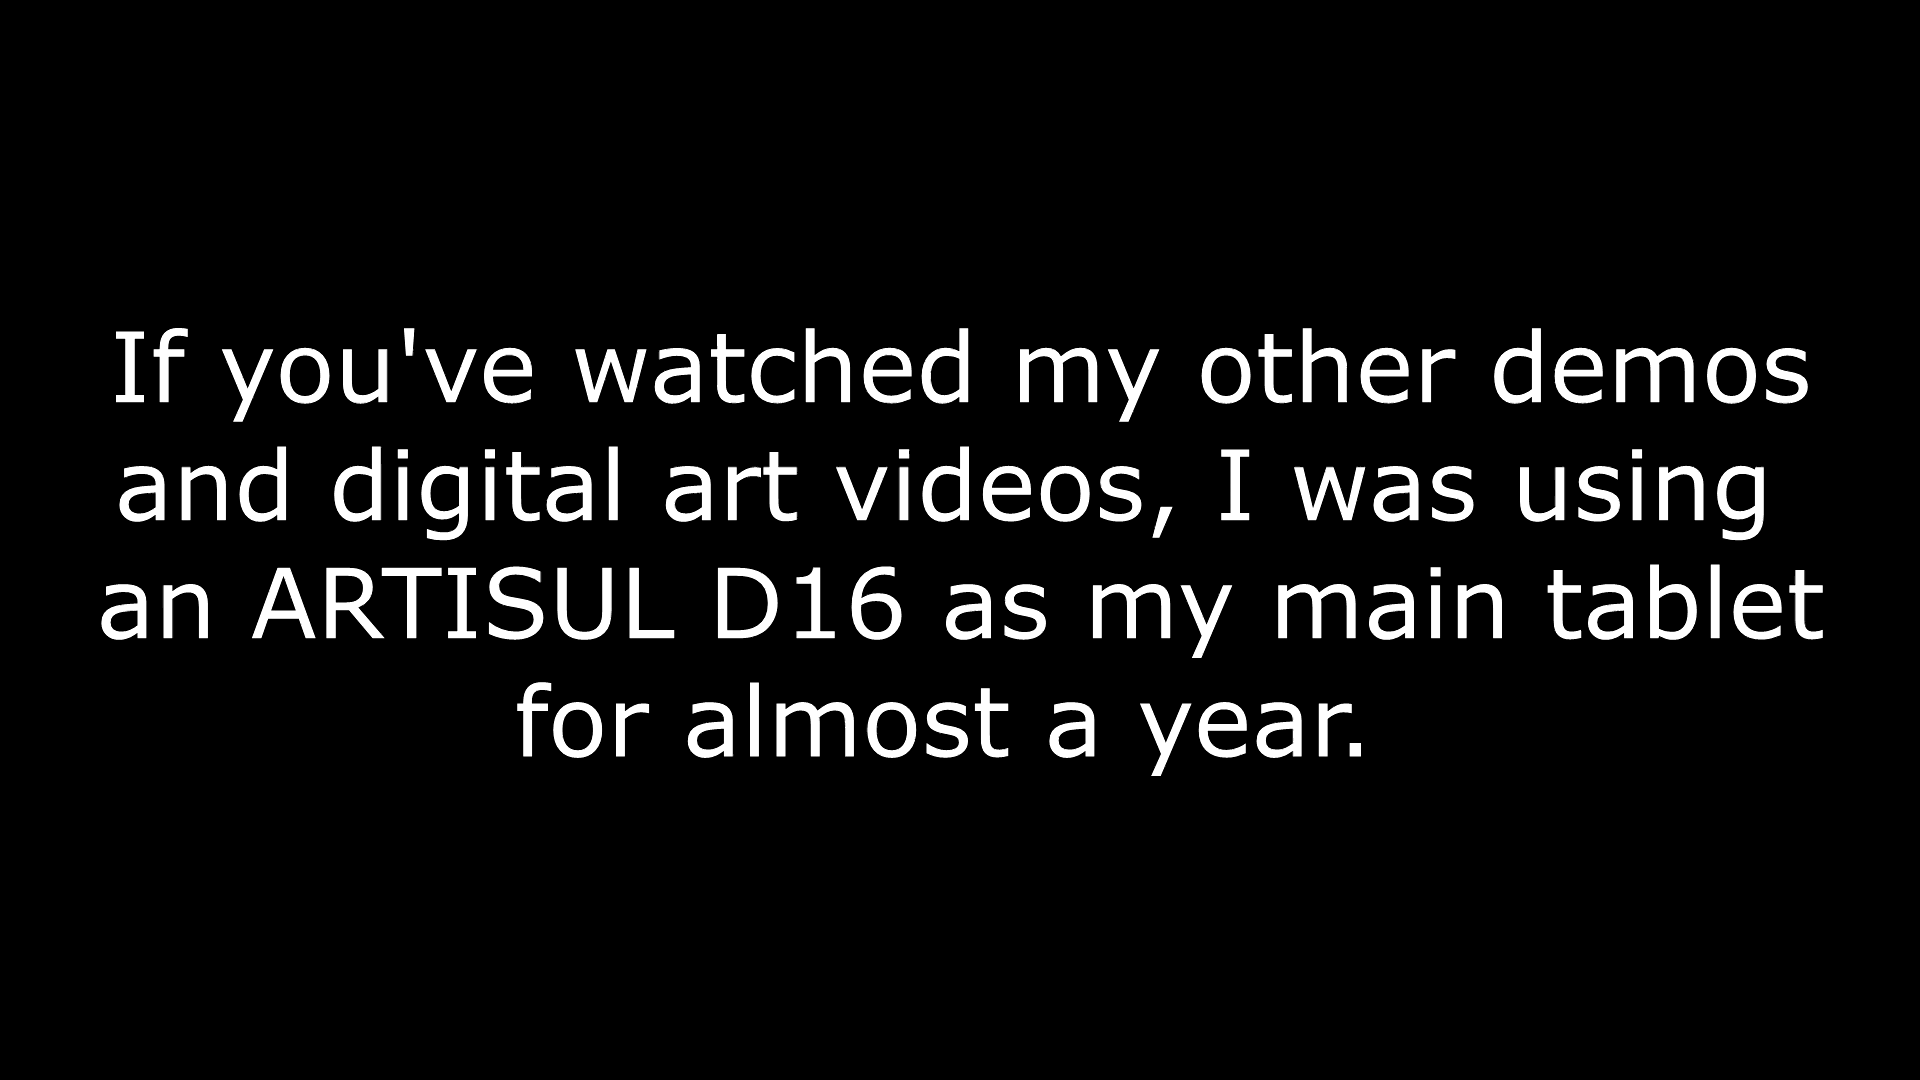 If you've watched my other demos
and digital art videos, I was using
an ARTISUL D16 as my main tablet
for almost a year.